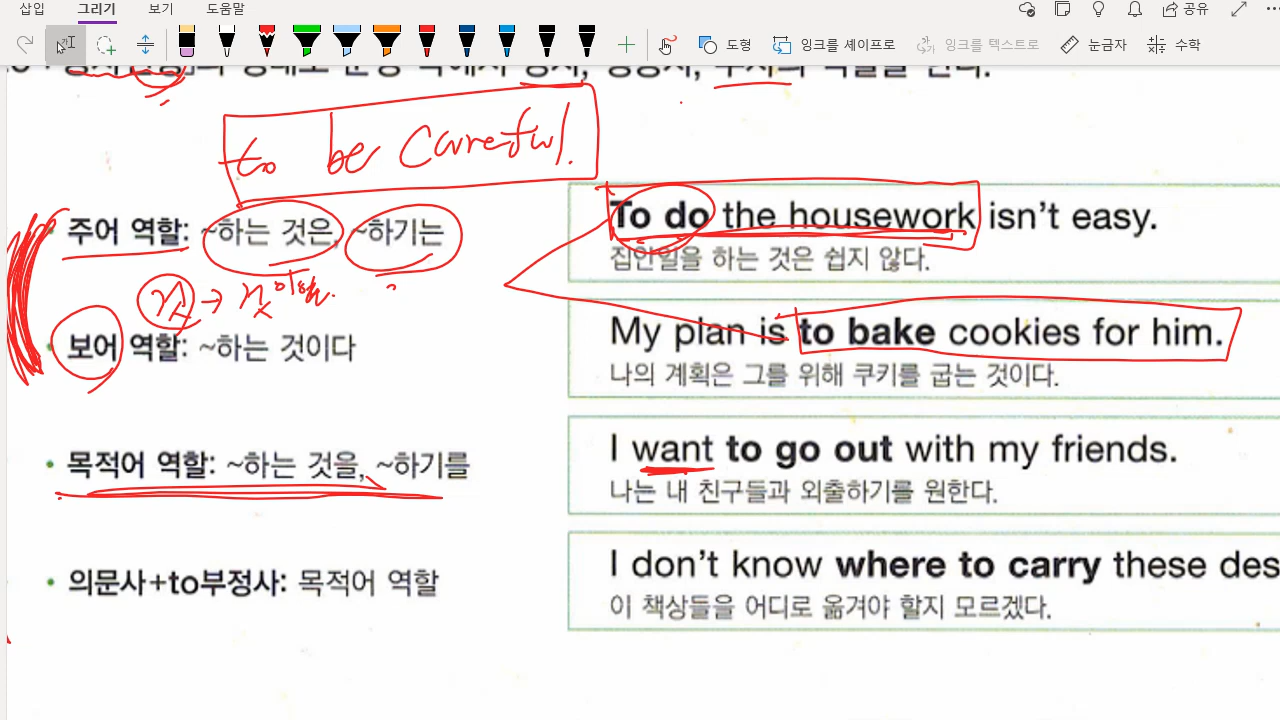 삽입 그리기 보기 도움말 공유
도형 잉크를 셰이프로 잉크를 텍스트로 눈금자 수학
to be Careful.
주어 역할: ~하는 것은, ~하기는
To do the housework isn't easy.
집안일을 하는 것은 쉽지 않다.
것 → 것
보어 역할: ~하는 것이다
My plan is to bake cookies for him.
나의 계획은 그를 위해 쿠키를 굽는 것이다.
목적어 역할: ~하는 것을, ~하기를
I want to go out with my friends.
나는 내 친구들과 외출하기를 원한다.
의문사+to부정사: 목적어 역할
I don't know where to carry these des
이 책상들을 어디로 옮겨야 할지 모르겠다.